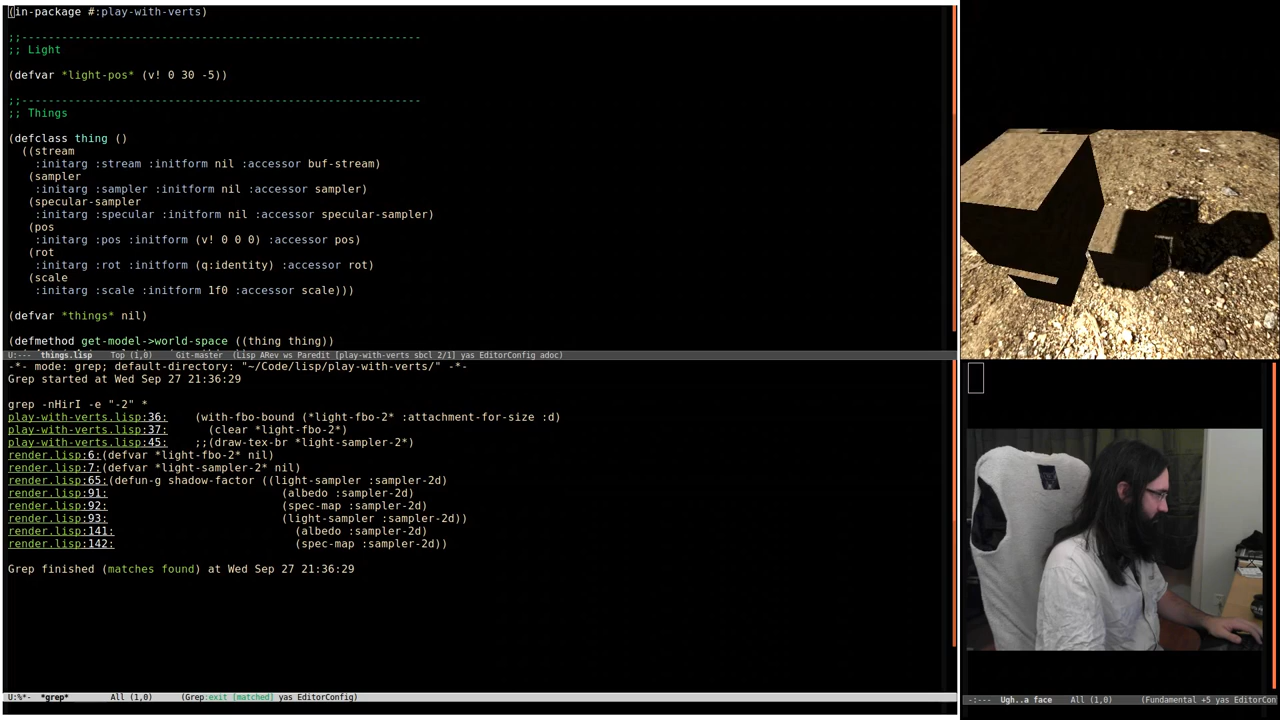 (in-package #:play-with-verts)
;;------------------------------------------------------------
;; Light
(defvar *light-pos* (v! 0 30 -5))
;;------------------------------------------------------------
;; Things
(defclass thing ()
  ((stream
    :initarg :stream :initform nil :accessor buf-stream)
   (sampler
    :initarg :sampler :initform nil :accessor sampler)
   (specular-sampler
    :initarg :specular :initform nil :accessor specular-sampler)
   (pos
    :initarg :pos :initform (v! 0 0 0) :accessor pos)
   (rot
    :initarg :rot :initform (q:identity) :accessor rot)
   (scale
    :initarg :scale :initform 1f0 :accessor scale)))
(defvar *things* nil)
(defmethod get-model->world-space ((thing thing))
U:---  things.lisp     Top (1,0)     Git-master  (Lisp ARev ws Paredit [play-with-verts sbcl 2/1] yas EditorConfig adoc)
-*- mode: grep; default-directory: "~/Code/lisp/play-with-verts/" -*-
Grep started at Wed Sep 27 21:36:29
grep -nHirI -e "-2" *
play-with-verts.lisp:36:    (with-fbo-bound (*light-fbo-2* :attachment-for-size :d)
play-with-verts.lisp:37:      (clear *light-fbo-2*)
play-with-verts.lisp:45:    ;;(draw-tex-br *light-sampler-2*)
render.lisp:6:(defvar *light-fbo-2* nil)
render.lisp:7:(defvar *light-sampler-2* nil)
render.lisp:65:(defun-g shadow-factor ((light-sampler :sampler-2d)
render.lisp:91:                          (albedo :sampler-2d)
render.lisp:92:                          (spec-map :sampler-2d)
render.lisp:93:                          (light-sampler :sampler-2d))
render.lisp:141:                           (albedo :sampler-2d)
render.lisp:142:                           (spec-map :sampler-2d))
Grep finished (matches found) at Wed Sep 27 21:36:29
U:%*-  *grep*          All (1,0)     (Grep:exit [matched] yas EditorConfig)
-:---  Ugh..a face   All (1,0)     (Fundamental +5 yas EditorCon